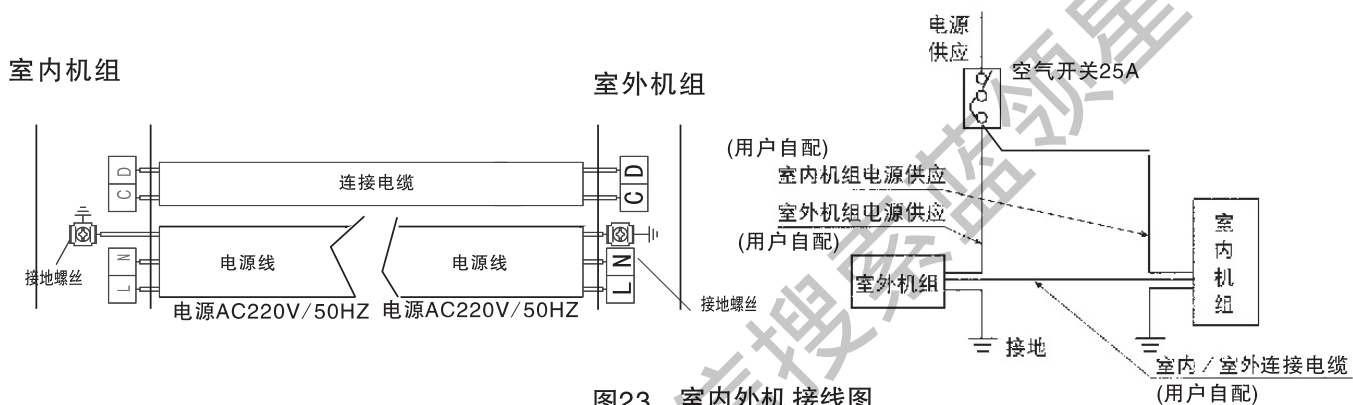 室内机组
室外机组
D
C
连接电缆
D
C
接地螺丝
N
L
电源线
电源线
N
L
接地螺丝
电源AC220V/50HZ
电源AC220V/50HZ
电源
供应
空气开关25A
(用户自配)
室内机组电源供应
室外机组电源供应
(用户自配)
室外机组
室内机组
接地
室内/室外连接电缆
(用户自配)
图23 室内外机 接线图
搜索蓝领星